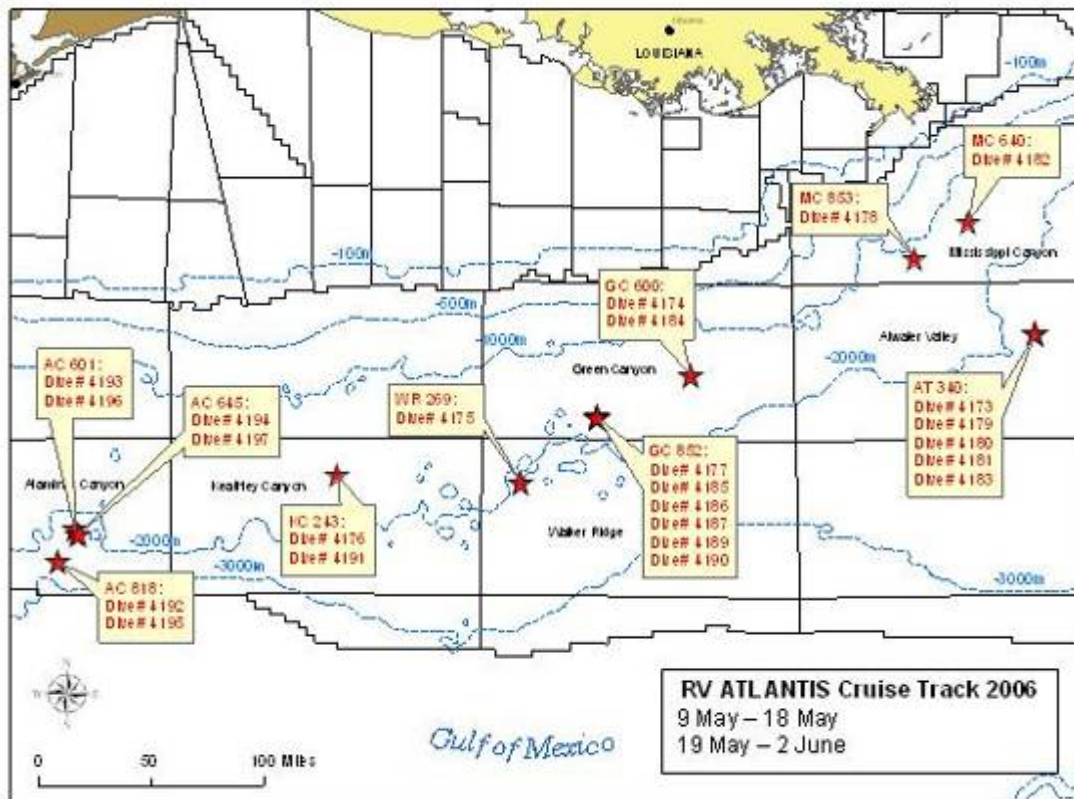 LOUISIANA
-100m
MC 640:
Dive# 4182
MC 853:
Dive# 4178
Mississippi Canyon
-100m
GC 600:
Dive# 4174
Dive# 4184
-500m
-1000m
Atwater Valley
-2000m
Green Canyon
AC 601:
Dive# 4193
Dive# 4196
AC 645:
Dive# 4194
Dive# 4197
WR 269:
Dive# 4175
AT 340:
Dive# 4173
Dive# 4179
Dive# 4180
Dive# 4181
Dive# 4183
GC 852:
Dive# 4177
Dive# 4185
Dive# 4186
Dive# 4187
Dive# 4189
Dive# 4190
Canyon
Keathley Canyon
KC 243:
Dive# 4176
Dive# 4191
Walker Ridge
-2000m
-3000m
-3000m
AC 818:
Dive# 4192
Dive# 4195
N
W E
S
RV ATLANTIS Cruise Track 2006
9 May – 18 May
19 May – 2 June
Gulf of Mexico
0 50 100 Miles